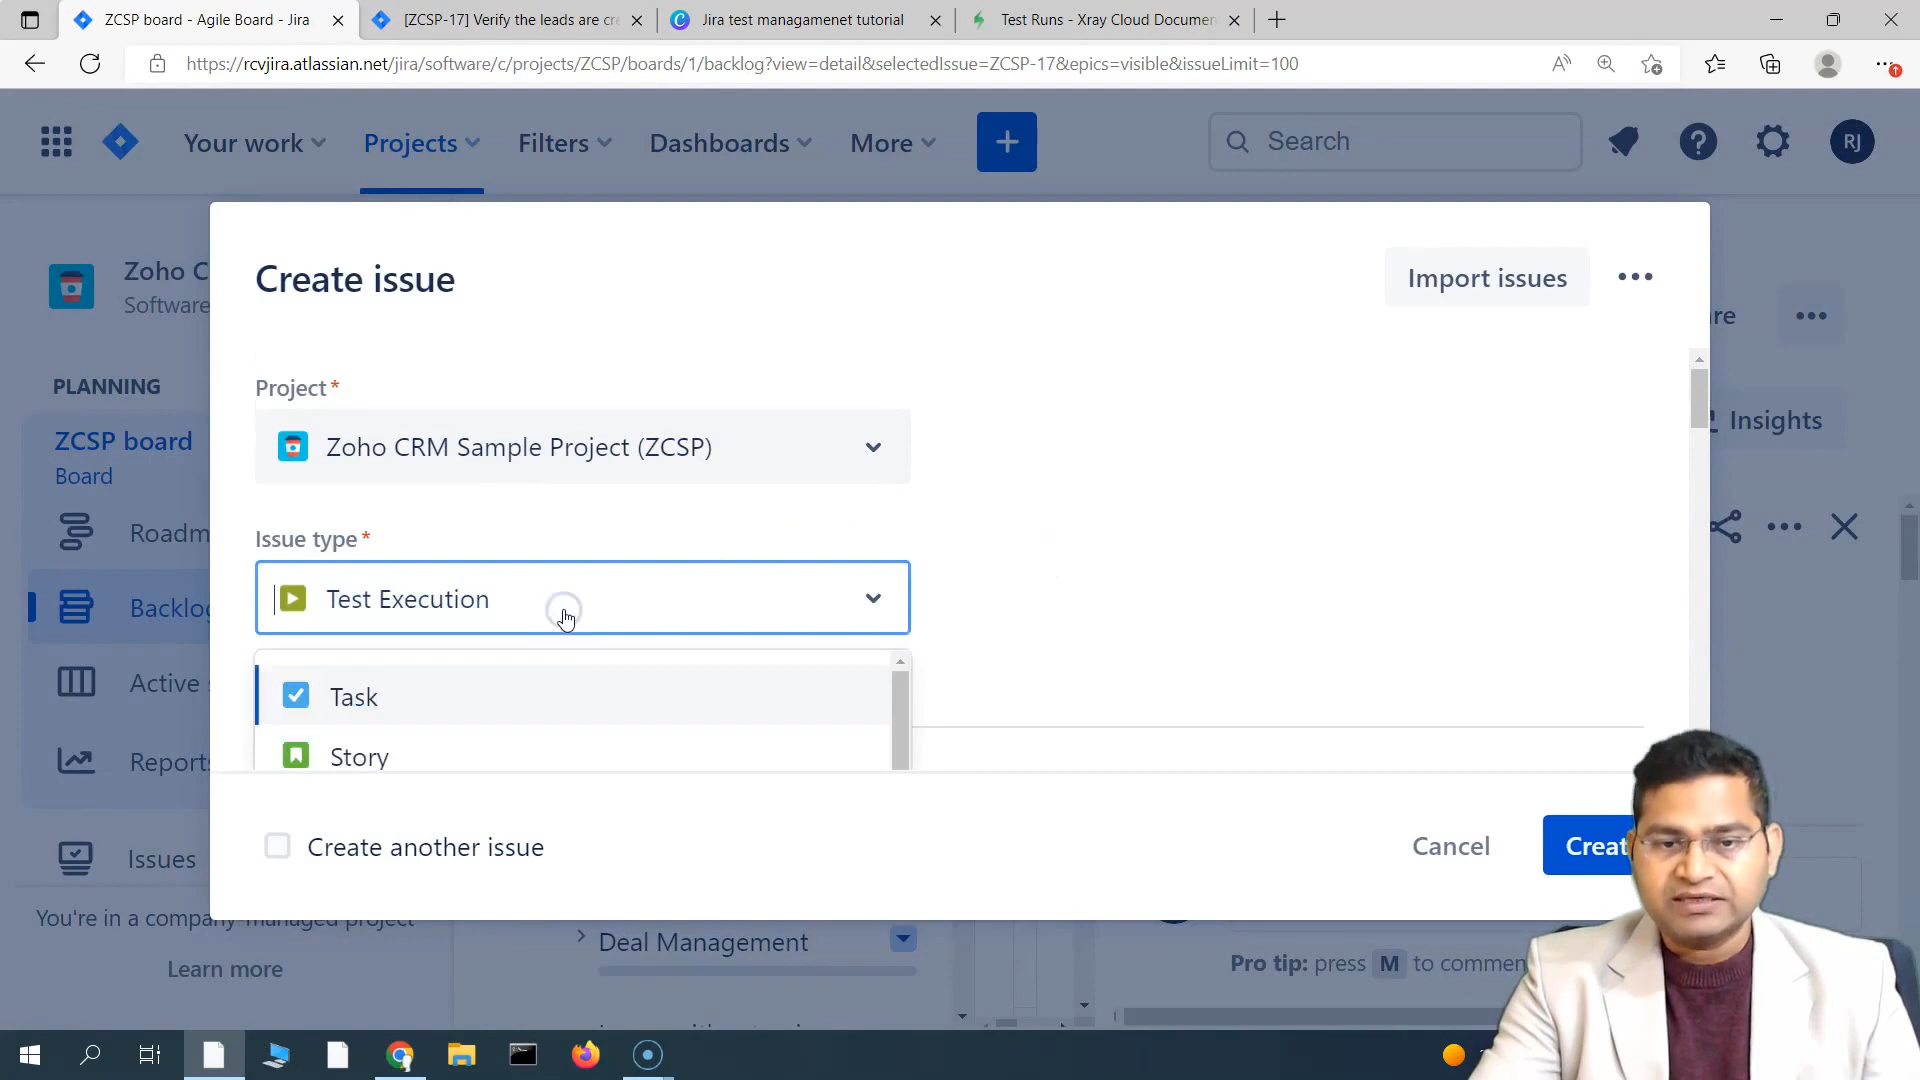 ZCSP board - Agile Board - Jira
[ZCSP-17] Verify the leads are cre
Jira test managamenet tutorial
Test Runs - Xray Cloud Documen
https://rcvjira.atlassian.net/jira/software/c/projects/ZCSP/boards/1/backlog?view=detail&selectedIssue=ZCSP-17&epics=visible&issueLimit=100
Your work
Projects
Filters
Dashboards
More
Search
RJ
Zoho C
Software
PLANNING
ZCSP board
Board
Roadm
Backlog
Active
Reports
Issues
You're in a company-managed project
Learn more
Create issue
Import issues
Project*
Zoho CRM Sample Project (ZCSP)
Issue type*
Test Execution
Task
Story
Create another issue
Cancel
Creat
Insights
Deal Management
Pro tip: press M to commen